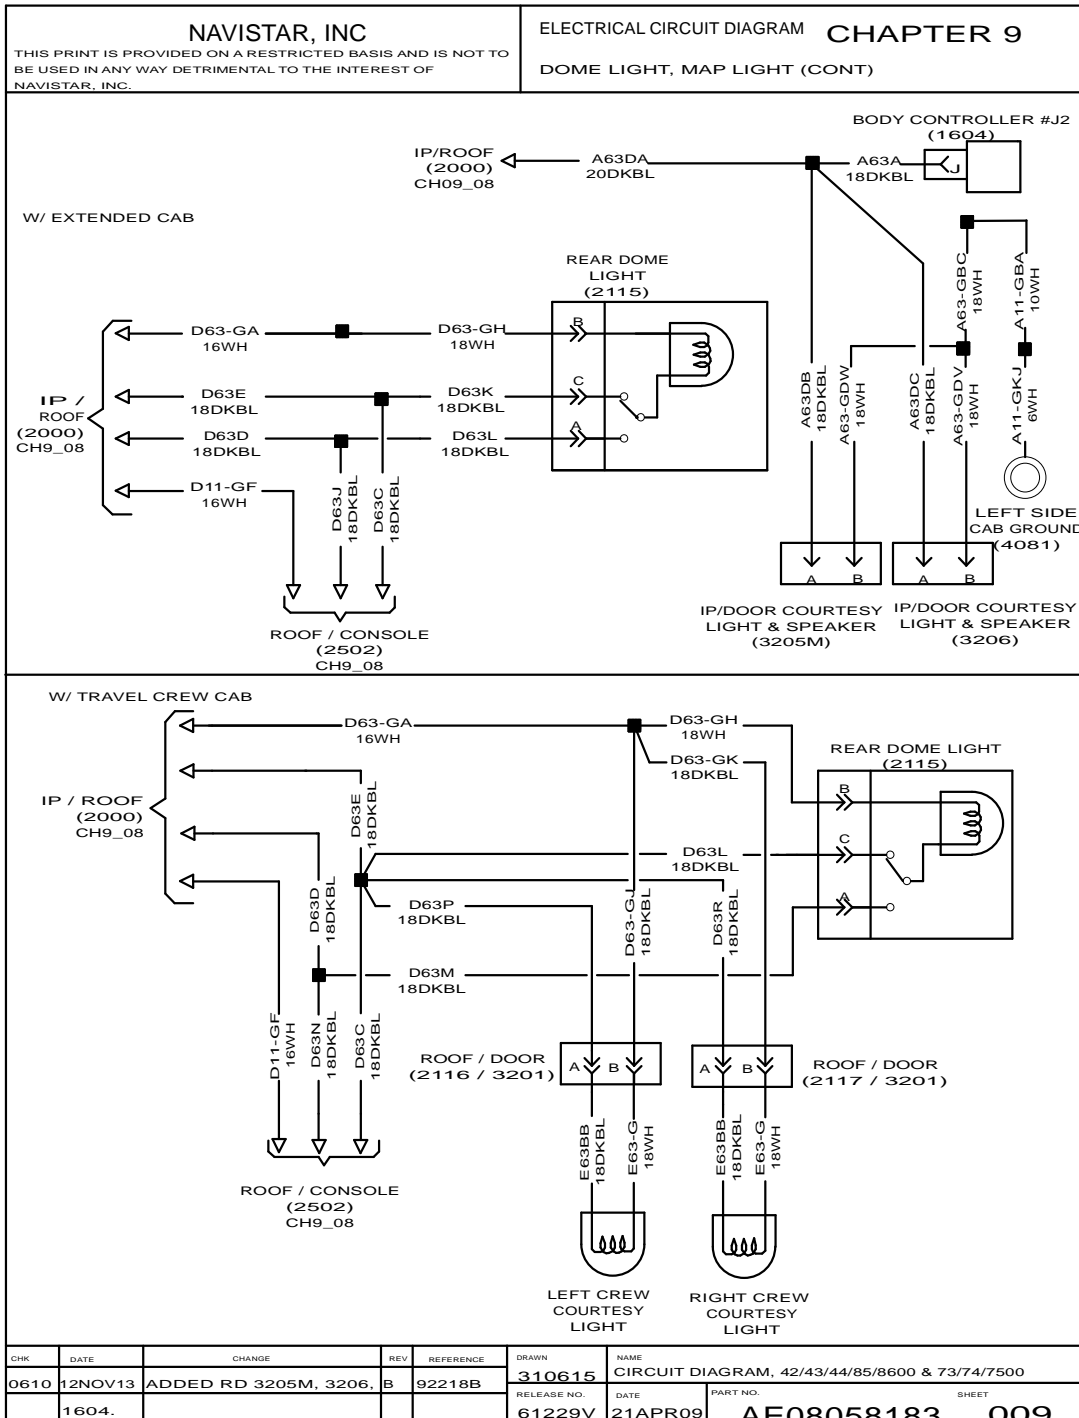 NAVISTAR, INC
THIS PRINT IS PROVIDED ON A RESTRICTED BASIS AND IS NOT TO
BE USED IN ANY WAY DETRIMENTAL TO THE INTEREST OF
NAVISTAR, INC.
ELECTRICAL CIRCUIT DIAGRAM CHAPTER 9
DOME LIGHT, MAP LIGHT (CONT)
BODY CONTROLLER #J2
(1604)
IP/ROOF
(2000)
CH09_08
A63DA
20DKBL
A63A
18DKBL
J
W/ EXTENDED CAB
REAR DOME
LIGHT
(2115)
B
C
A
D63-GA
16WH
D63-GH
18WH
D63E
18DKBL
D63K
18DKBL
D63D
18DKBL
D63L
18DKBL
D11-GF
16WH
IP /
ROOF
(2000)
CH9_08
D63J
18DKBL
D63C
18DKBL
ROOF / CONSOLE
(2502)
CH9_08
A63DB
18DKBL
A63-GDW
18WH
A63DC
18DKBL
A63-GBC
18WH
A63-GDV
18WH
A11-GBA
10WH
A11-GKJ
6WH
LEFT SIDE
CAB GROUND
(4081)
A B
A B
IP/DOOR COURTESY
LIGHT & SPEAKER
(3205M)
IP/DOOR COURTESY
LIGHT & SPEAKER
(3206)
W/ TRAVEL CREW CAB
IP / ROOF
(2000)
CH9_08
D63-GA
16WH
D63-GH
18WH
D63-GK
18DKBL
REAR DOME LIGHT
(2115)
B
C
A
D63E
18DKBL
D63L
18DKBL
D63D
18DKBL
D63P
18DKBL
D63-GJ
18DKBL
D63R
18DKBL
D63M
18DKBL
D11-GF
16WH
D63N
18DKBL
D63C
18DKBL
ROOF / DOOR
(2116 / 3201)
A B
A B
ROOF / DOOR
(2117 / 3201)
E63BB
18DKBL
E63-G
18WH
E63BB
18DKBL
E63-G
18WH
ROOF / CONSOLE
(2502)
CH9_08
LEFT CREW
COURTESY
LIGHT
RIGHT CREW
COURTESY
LIGHT
CHK DATE CHANGE REV REFERENCE
0610 12NOV13 ADDED RD 3205M, 3206, B 92218B
1604.
DRAWN
310615
NAME
CIRCUIT DIAGRAM, 42/43/44/85/8600 & 73/74/7500
RELEASE NO.
61229V
DATE
21APR09
PART NO.
AE08058183
SHEET
009